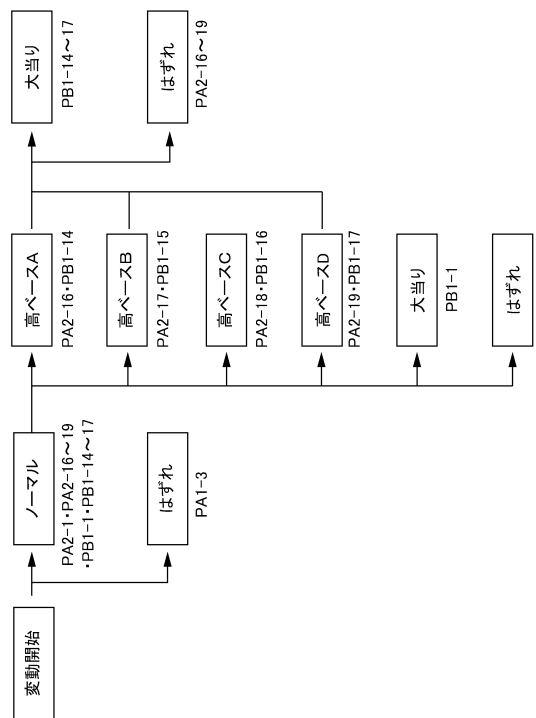 変動開始
ノーマル
PA2-1・PA2-16～19
・PB1-1・PB1-14～17
はずれ
PA1-3
高ベースA
PA2-16・PB1-14
高ベースB
PA2-17・PB1-15
高ベースC
PA2-18・PB1-16
高ベースD
PA2-19・PB1-17
大当り
PB1-1
はずれ
大当り
PB1-14～17
はずれ
PA2-16～19